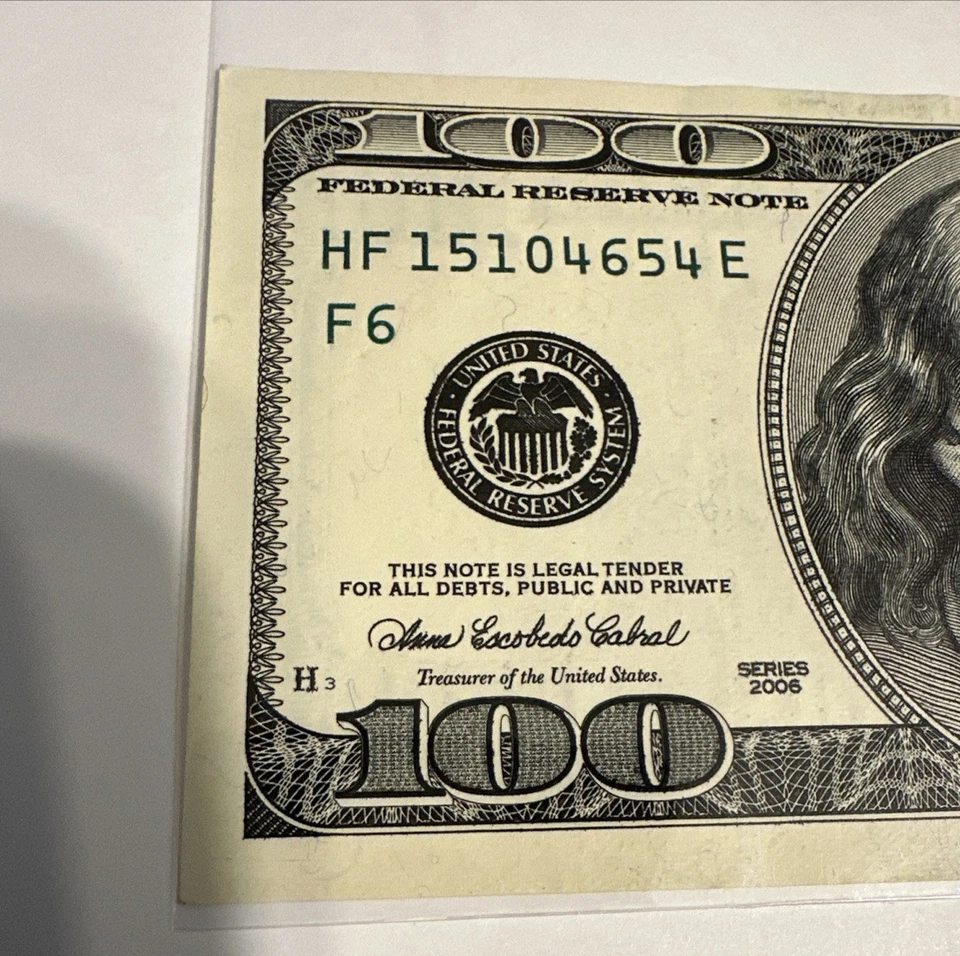 100
FEDERAL RESERVE NOTE
HF 15104654 E
F6
UNITED STATES
FEDERAL RESERVE SYSTEM
THIS NOTE IS LEGAL TENDER
FOR ALL DEBTS, PUBLIC AND PRIVATE
Anna Escobedo Cabral
Treasurer of the United States.
H3
SERIES
2006
100